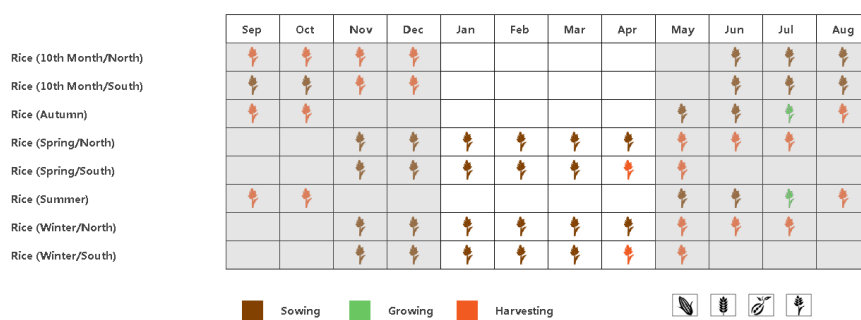 Sep Oct Nov Dec Jan Feb Mar Apr May Jun Jul Aug
Rice (10th Month/North)
Rice (10th Month/South)
Rice (Autumn)
Rice (Spring/North)
Rice (Spring/South)
Rice (Summer)
Rice (Winter/North)
Rice (Winter/South)
Sowing Growing Harvesting